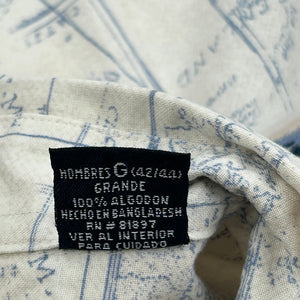 HOMBRES G (42/44)
GRANDE
100% ALGODON
HECHO EN BANGLADESH
RN # 81897
VER AL INTERIOR
PARA CUIDADO